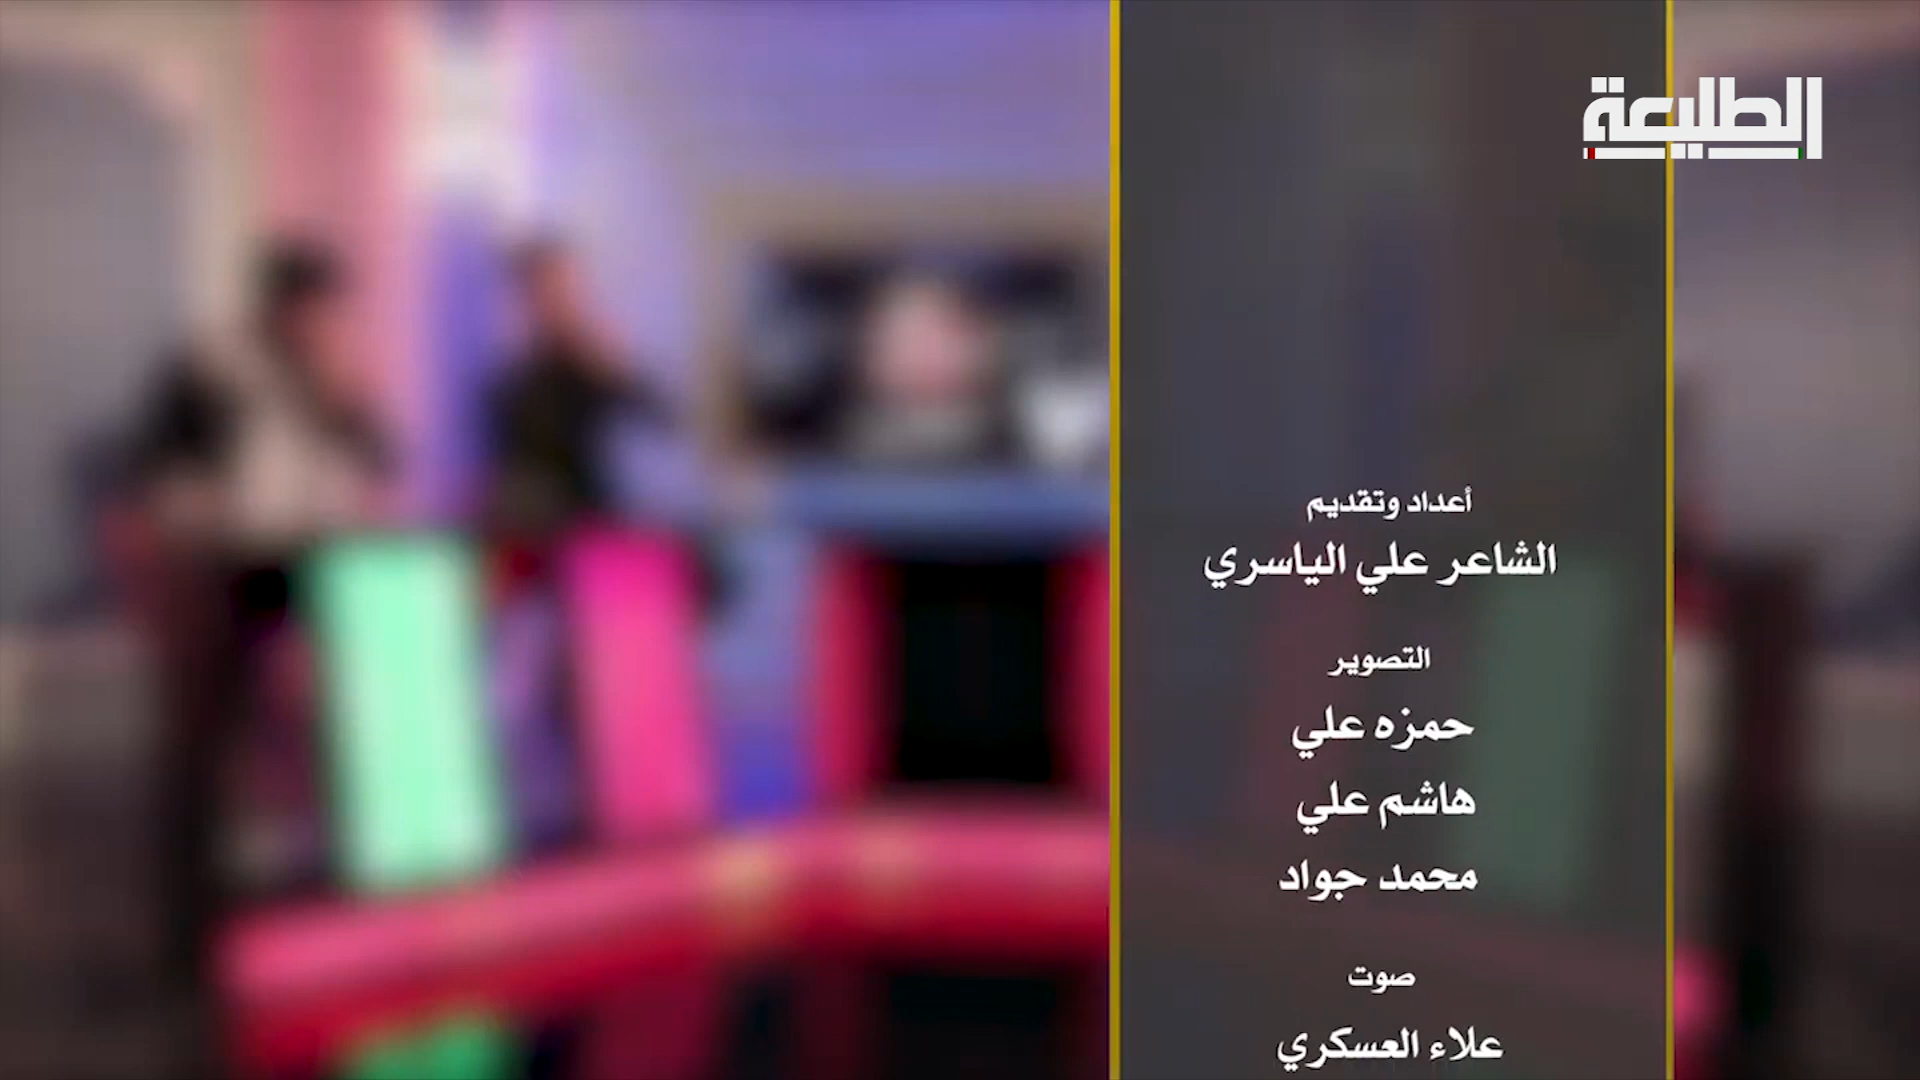 الطليعة
أعداد وتقديم
الشاعر علي الياسري
التصوير
حمزه علي
هاشم علي
محمد جواد
صوت
علاء العسكري